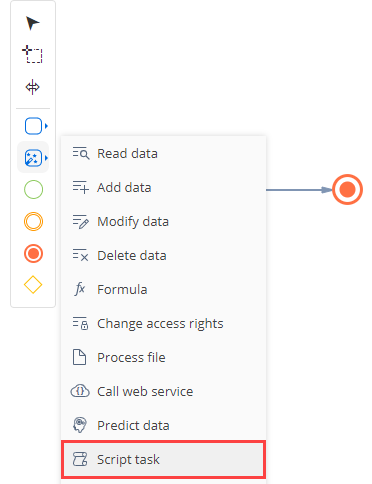 Read data
Add data
Modify data
Delete data
fx Formula
Change access rights
Process file
Call web service
Predict data
Script task